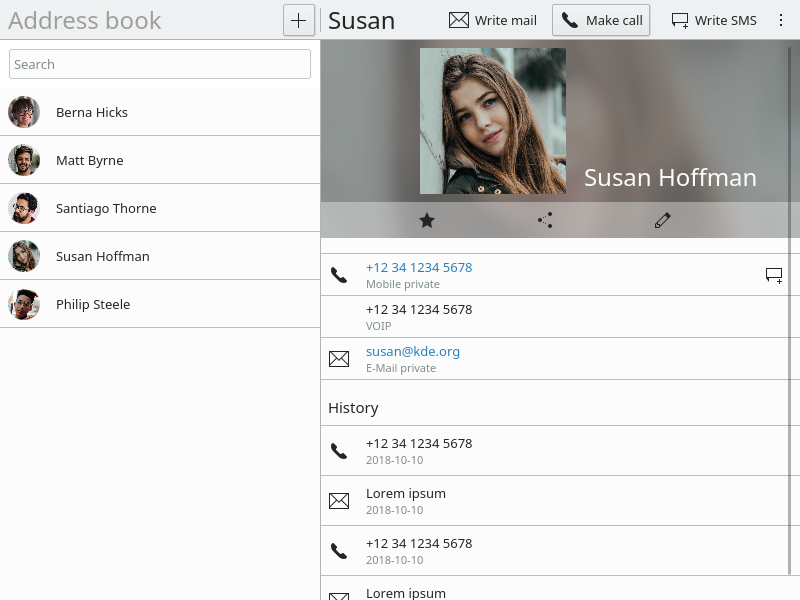 Address book
Susan
Write mail
Make call
Write SMS
Search
Berna Hicks
Matt Byrne
Santiago Thorne
Susan Hoffman
Philip Steele
Susan Hoffman
+12 34 1234 5678
Mobile private
+12 34 1234 5678
VOIP
susan@kde.org
E-Mail private
History
+12 34 1234 5678
2018-10-10
Lorem ipsum
2018-10-10
+12 34 1234 5678
2018-10-10
Lorem ipsum